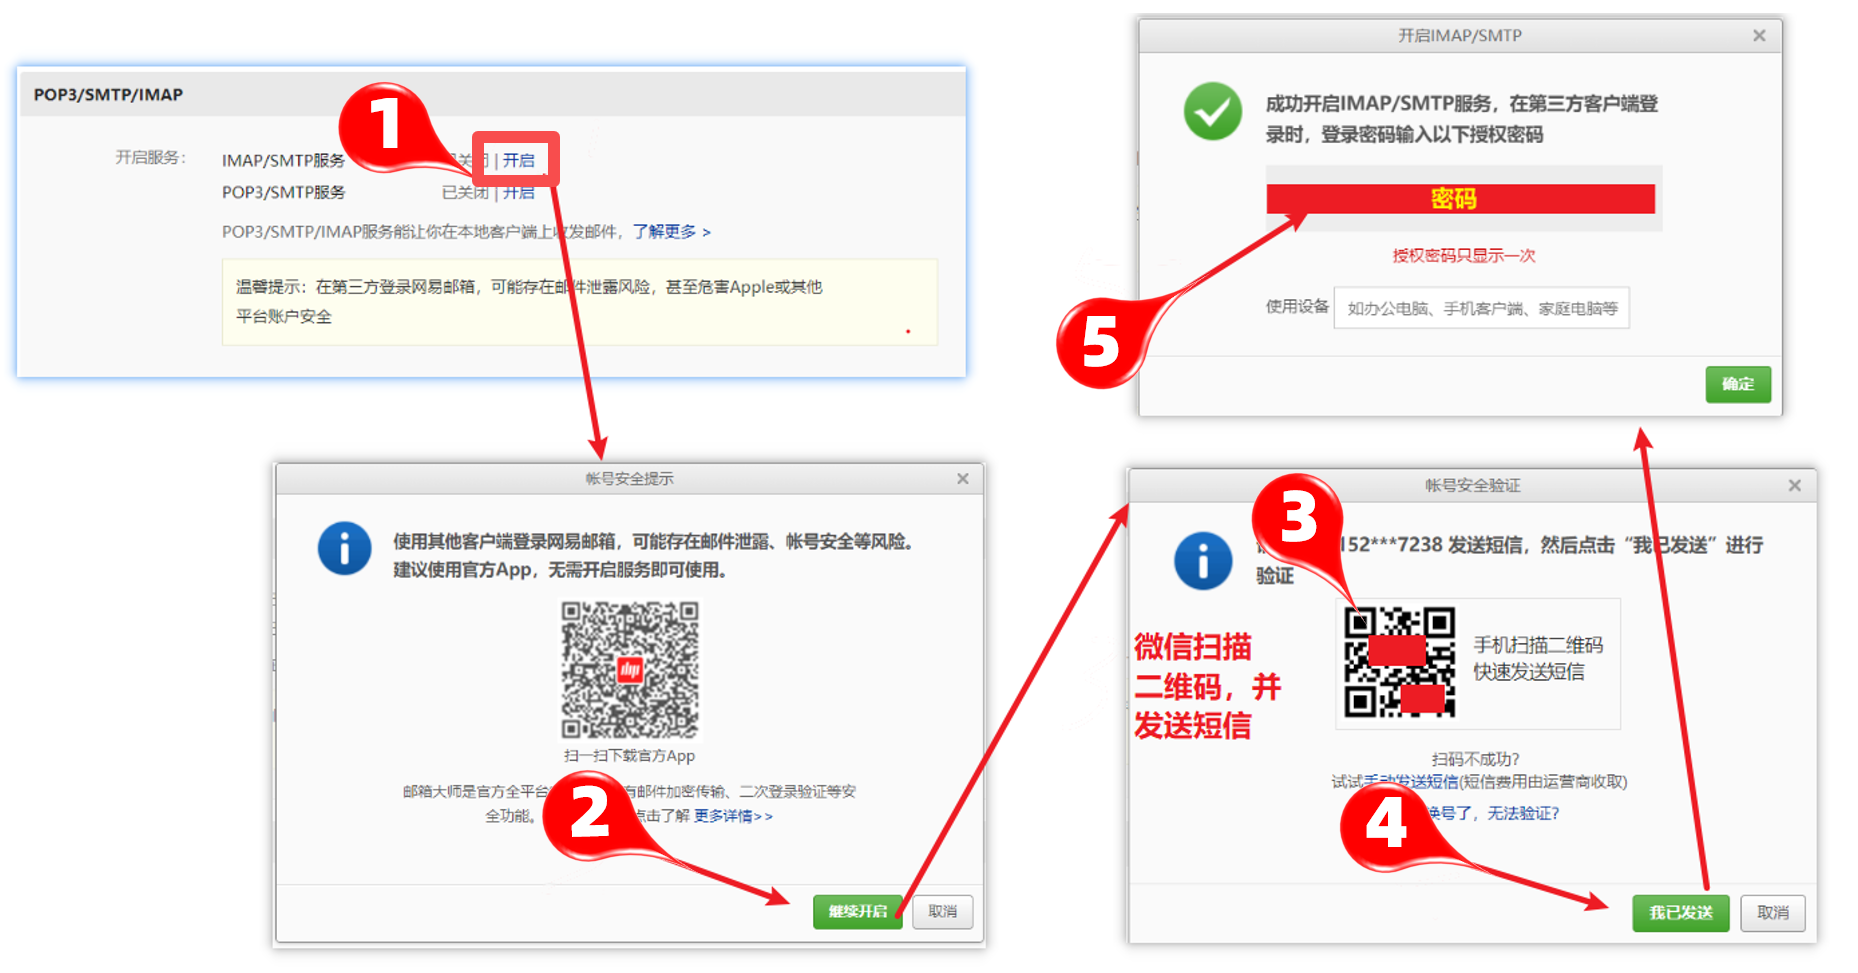 POP3/SMTP/IMAP
1
开启服务：
IMAP/SMTP服务
关闭 | 开启
POP3/SMTP服务
已关闭 | 开启
POP3/SMTP/IMAP服务能让你在本地客户端上收发邮件，了解更多 >
温馨提示：在第三方登录网易邮箱，可能存在邮件泄露风险，甚至危害Apple或其他
平台账户安全
帐号安全提示
使用其他客户端登录网易邮箱，可能存在邮件泄露、帐号安全等风险。
建议使用官方App，无需开启服务即可使用。
扫一扫下载官方App
邮箱大师是官方全平台
有邮件加密传输、二次登录验证等安
全功能。
点击了解 更多详情>>
2
继续开启
取消
帐号安全验证
3
152***7238 发送短信，然后点击“我已发送”进行
验证
微信扫描
二维码，并
发送短信
手机扫描二维码
快速发送短信
扫码不成功？
试试手动发送短信(短信费用由运营商收取)
换号了，无法验证？
4
我已发送
取消
开启IMAP/SMTP
成功开启IMAP/SMTP服务，在第三方客户端登
录时，登录密码输入以下授权密码
密码
授权密码只显示一次
5
使用设备
如办公电脑、手机客户端、家庭电脑等
确定